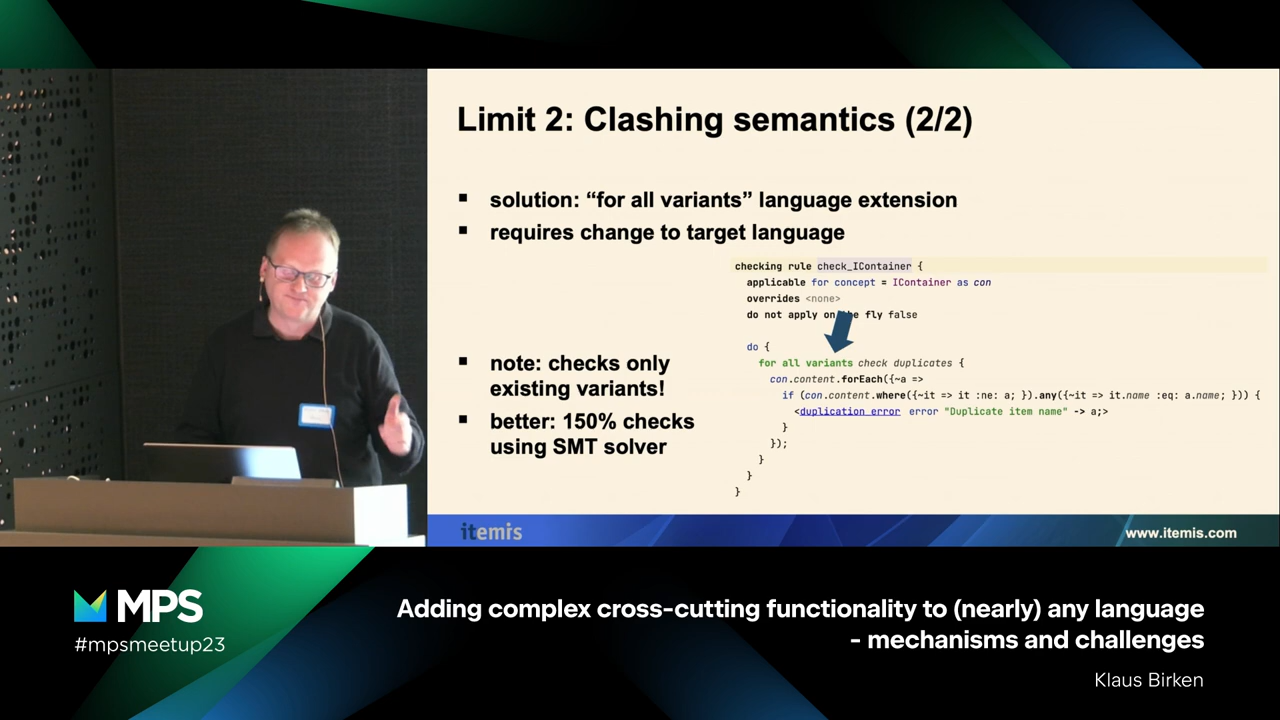 Limit 2: Clashing semantics (2/2)
▪ solution: “for all variants” language extension
▪ requires change to target language
checking rule check_IContainer {
applicable for concept = IContainer as con
overrides <none>
do not apply on the fly false
do {
for all variants check duplicates {
con.content.forEach({~a =>
if (con.content.where({~it => it :ne: a; }).any({~it => it.name :eq: a.name; })) {
<duplication error error "Duplicate item name" -> a;>
}
});
}
}
}
▪ note: checks only
existing variants!
▪ better: 150% checks
using SMT solver
itemis
www.itemis.com
MPS
#mpsmeetup23
Adding complex cross-cutting functionality to (nearly) any language
- mechanisms and challenges
Klaus Birken